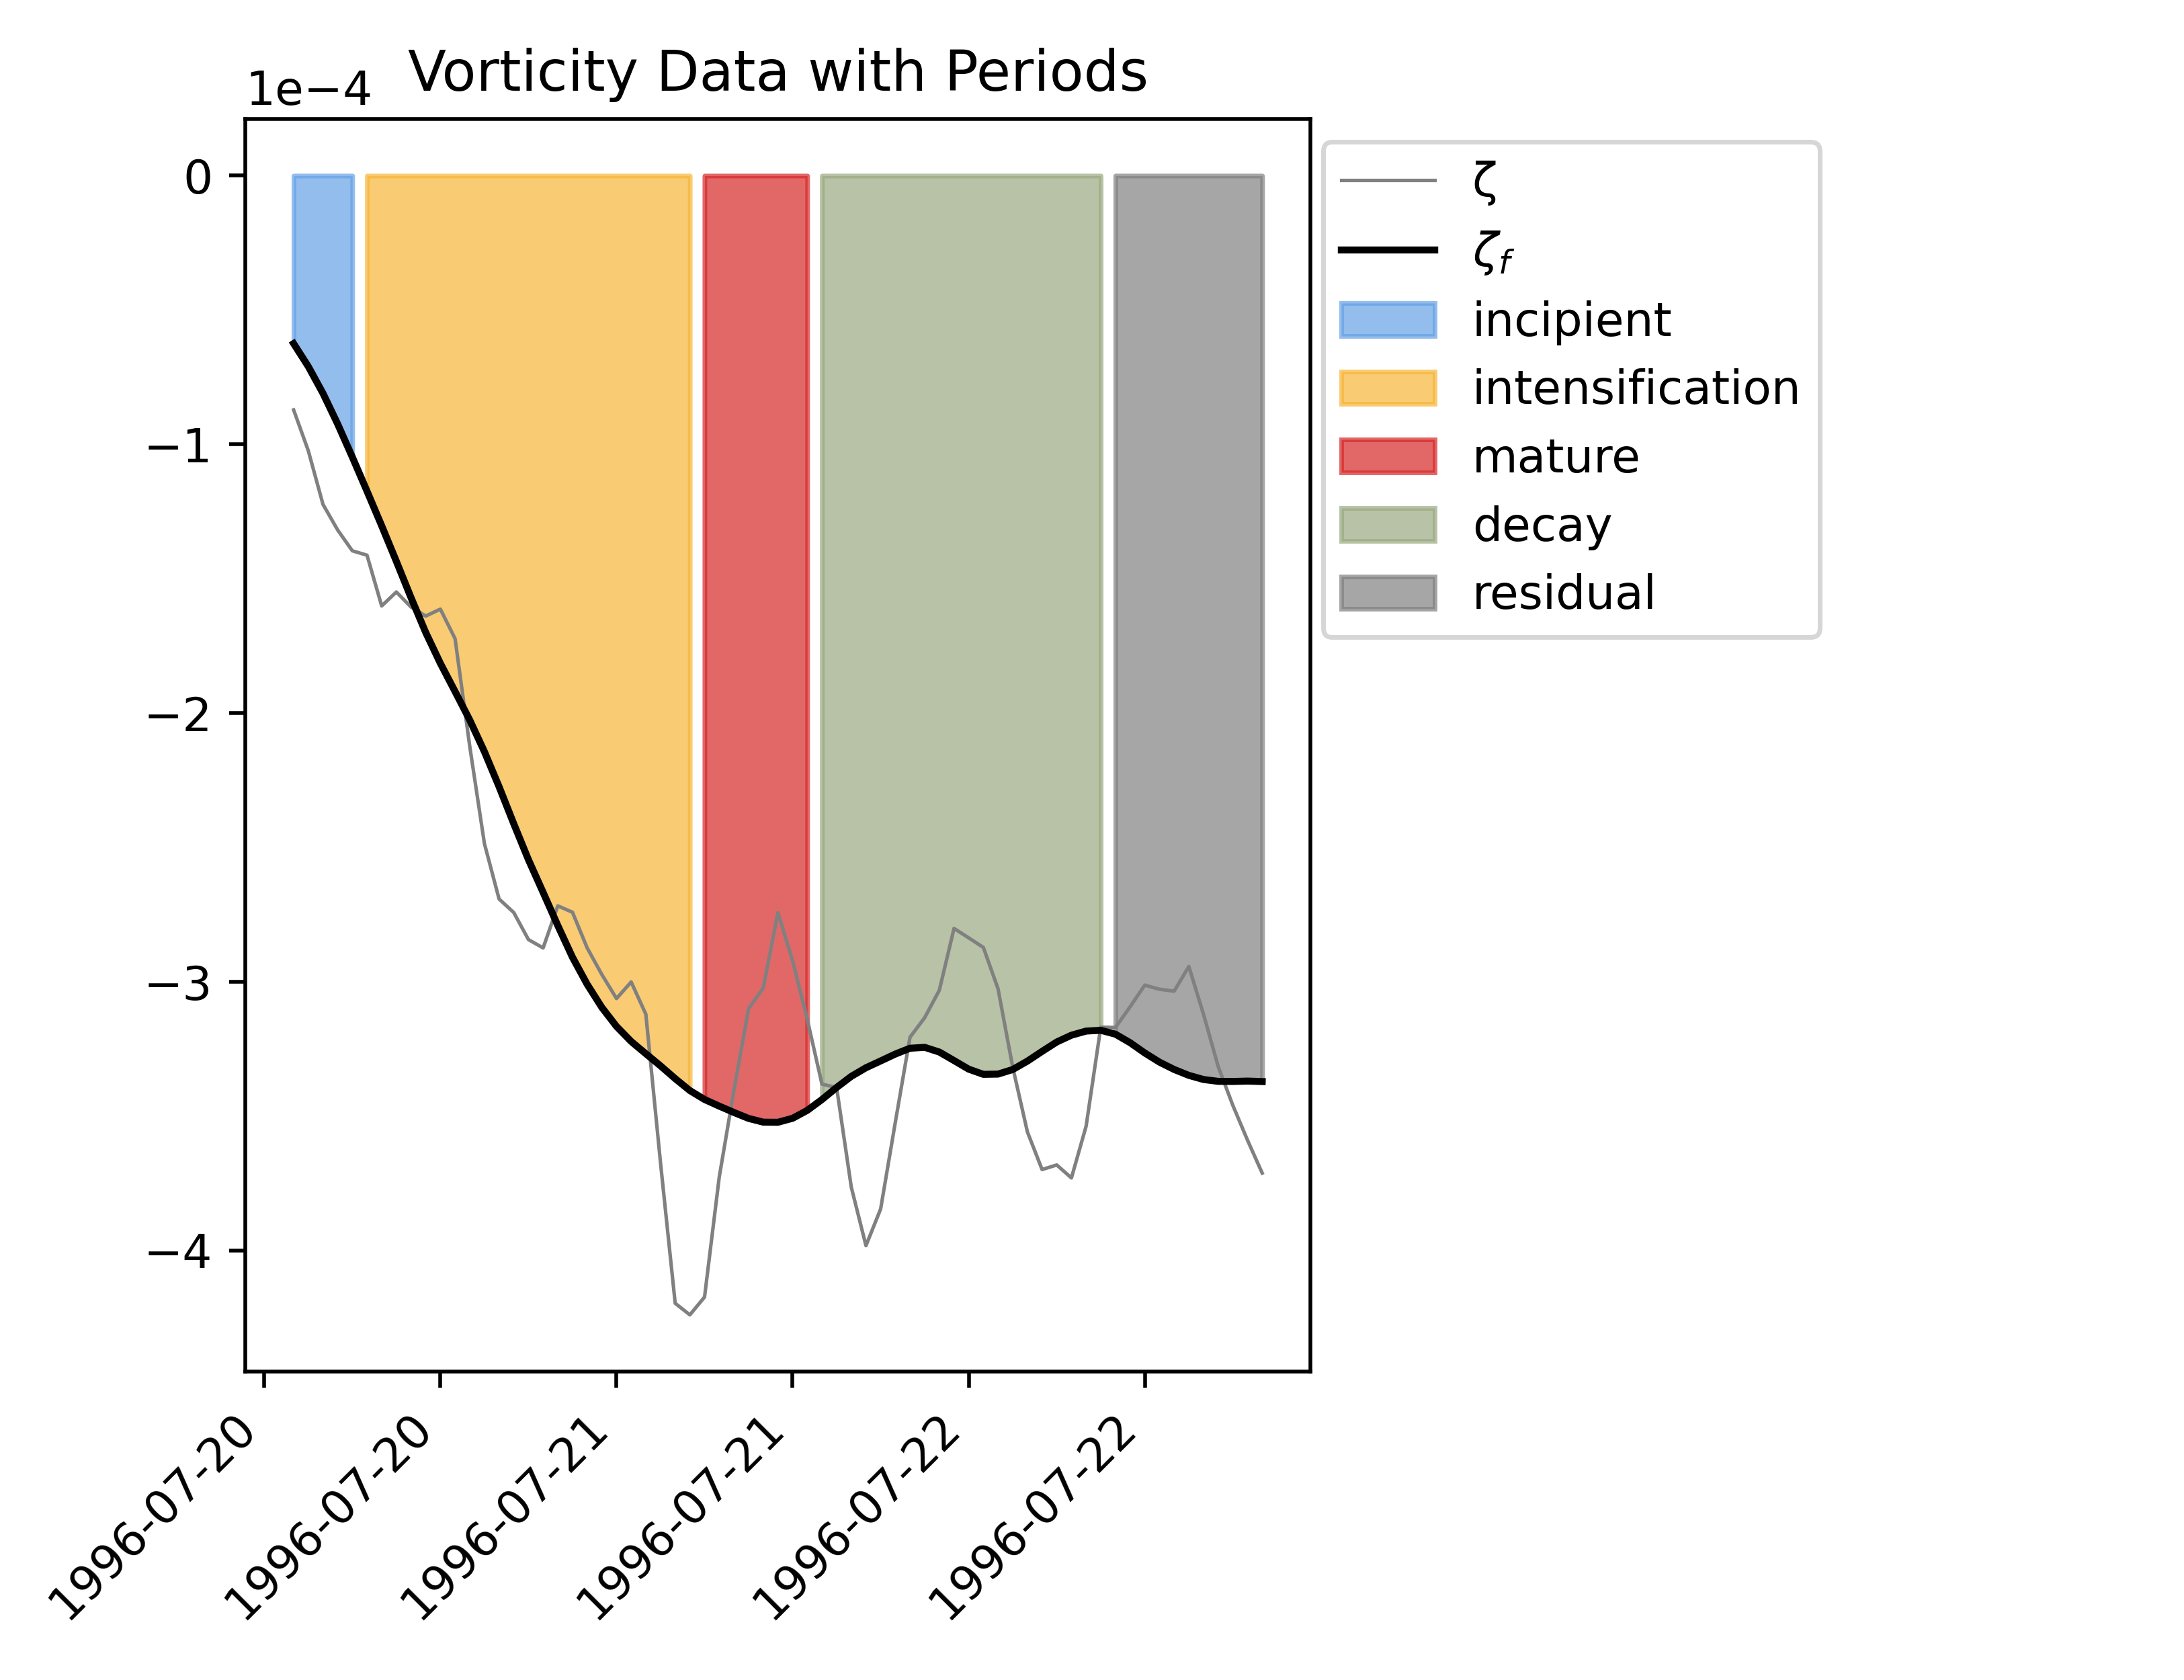 Vorticity Data with Periods
1e−4
0
−1
−2
−3
−4
1996-07-20
1996-07-20
1996-07-21
1996-07-21
1996-07-22
1996-07-22
ζ
ζf
incipient
intensification
mature
decay
residual